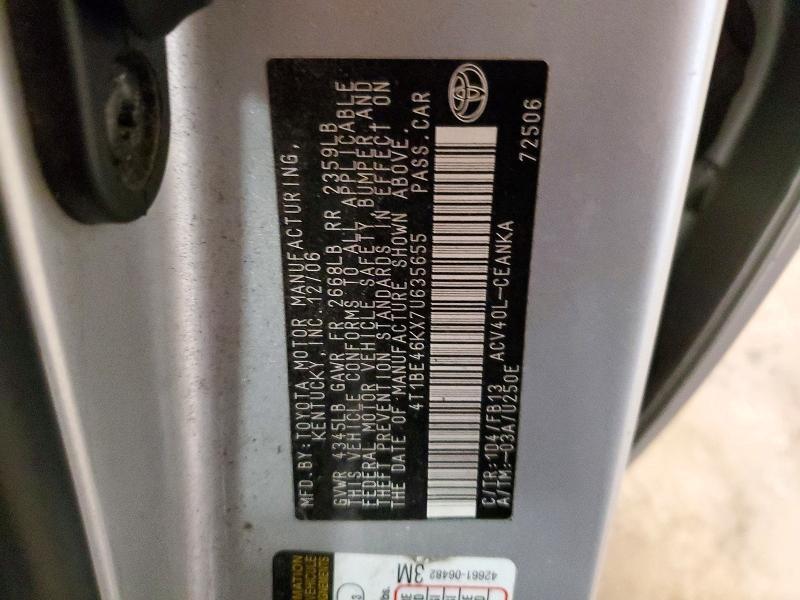 MFD.BY:TOYOTA MOTOR MANUFACTURING,
KENTUCKY, INC. 12/06
GVWR 4345LB GAWR FR 2668LB RR 2359LB
THIS VEHICLE CONFORMS TO ALL APPLICABLE
FEDERAL MOTOR VEHICLE SAFETY, BUMPER, AND
THEFT PREVENTION STANDARDS IN EFFECT ON
THE DATE OF MANUFACTURE SHOWN ABOVE.
4T1BE46KX7U635655 PASS.CAR
C/TR:1D4/FB13 ACV40L-CEANKA
A/TM:-03A/U250E 72506
3M
42661-06482
lbs.